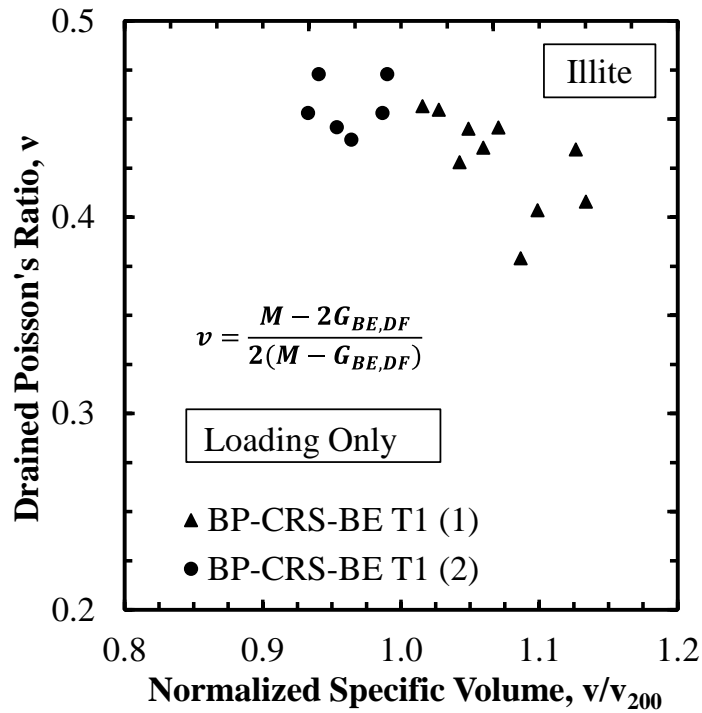 0.5
Illite
0.4
ν = (M − 2G_BE,DF) / 2(M − G_BE,DF)
0.3
Loading Only
BP-CRS-BE T1 (1)
BP-CRS-BE T1 (2)
0.2
0.8 0.9 1.0 1.1 1.2
Drained Poisson's Ratio, ν
Normalized Specific Volume, v/v200